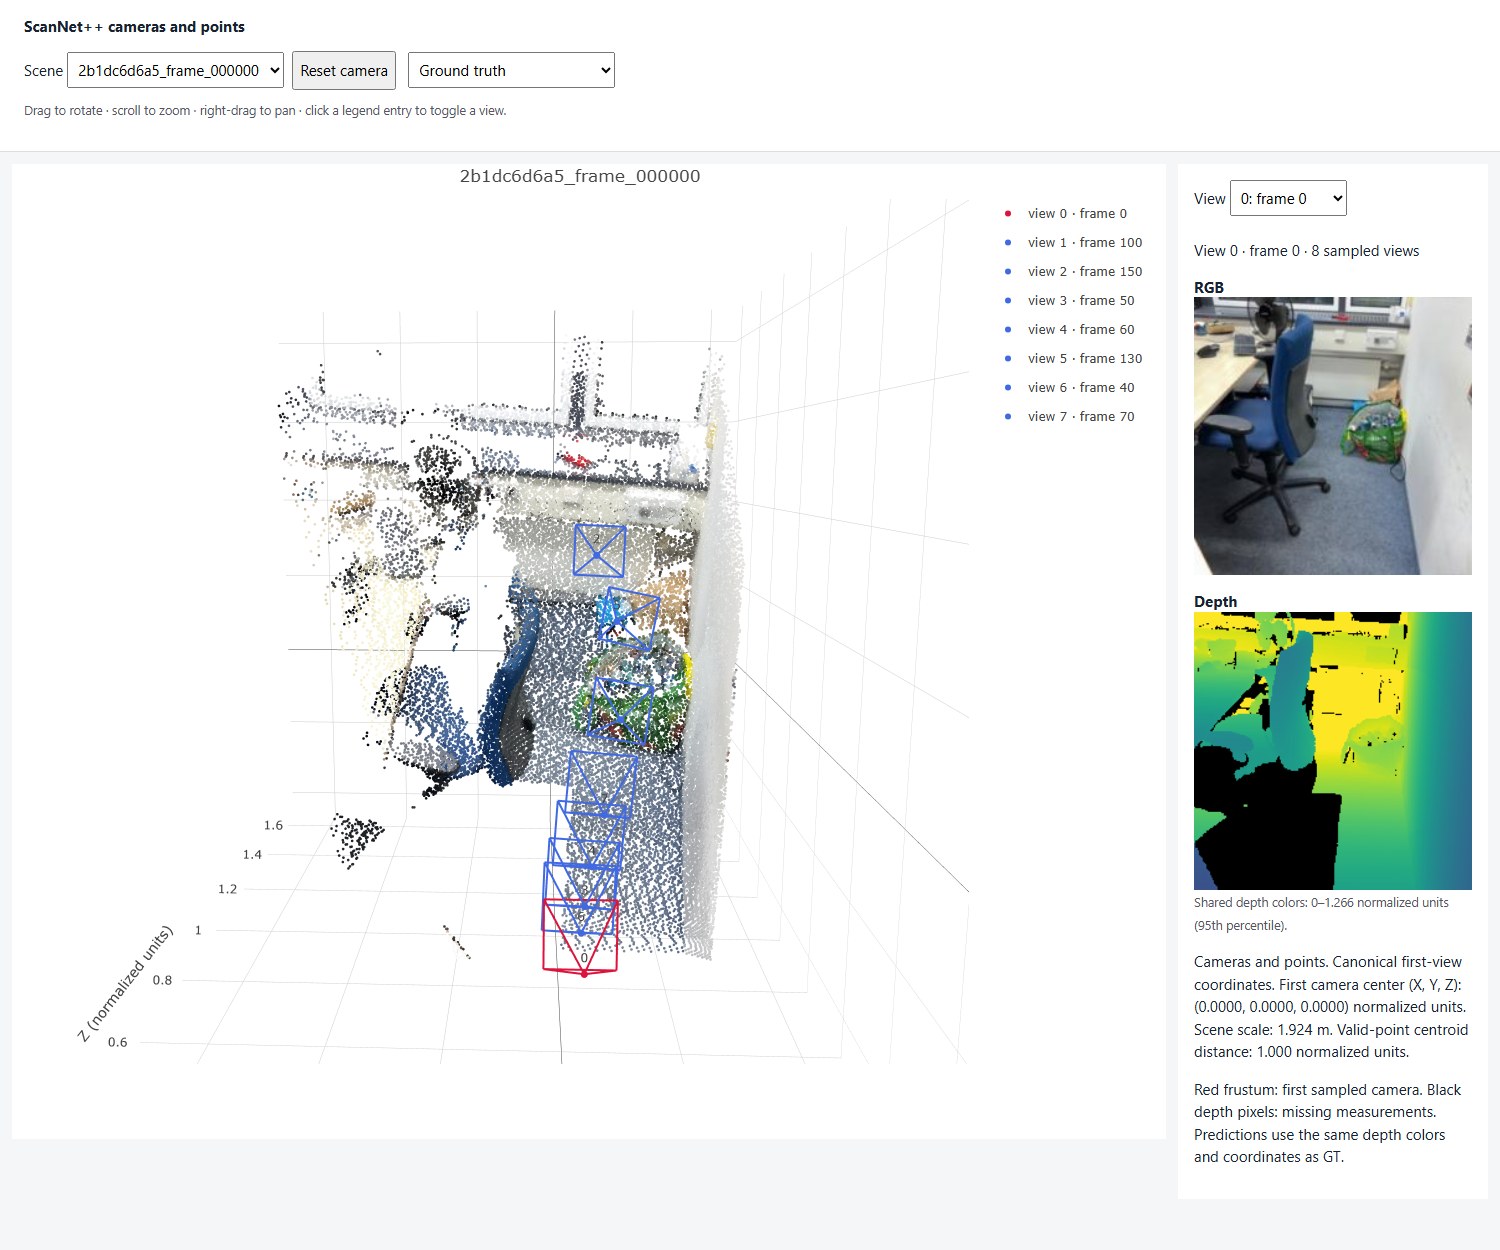 ScanNet++ cameras and points
Scene 2b1dc6d6a5_frame_000000 Reset camera Ground truth
Drag to rotate · scroll to zoom · right-drag to pan · click a legend entry to toggle a view.
2b1dc6d6a5_frame_000000
view 0 · frame 0
view 1 · frame 100
view 2 · frame 150
view 3 · frame 50
view 4 · frame 60
view 5 · frame 130
view 6 · frame 40
view 7 · frame 70
1.6
1.4
1.2
1
0.8
0.6
Z (normalized units)
2
0
View 0: frame 0
View 0 · frame 0 · 8 sampled views
RGB
Depth
Shared depth colors: 0–1.266 normalized units
(95th percentile).
Cameras and points. Canonical first-view
coordinates. First camera center (X, Y, Z):
(0.0000, 0.0000, 0.0000) normalized units.
Scene scale: 1.924 m. Valid-point centroid
distance: 1.000 normalized units.
Red frustum: first sampled camera. Black
depth pixels: missing measurements.
Predictions use the same depth colors
and coordinates as GT.